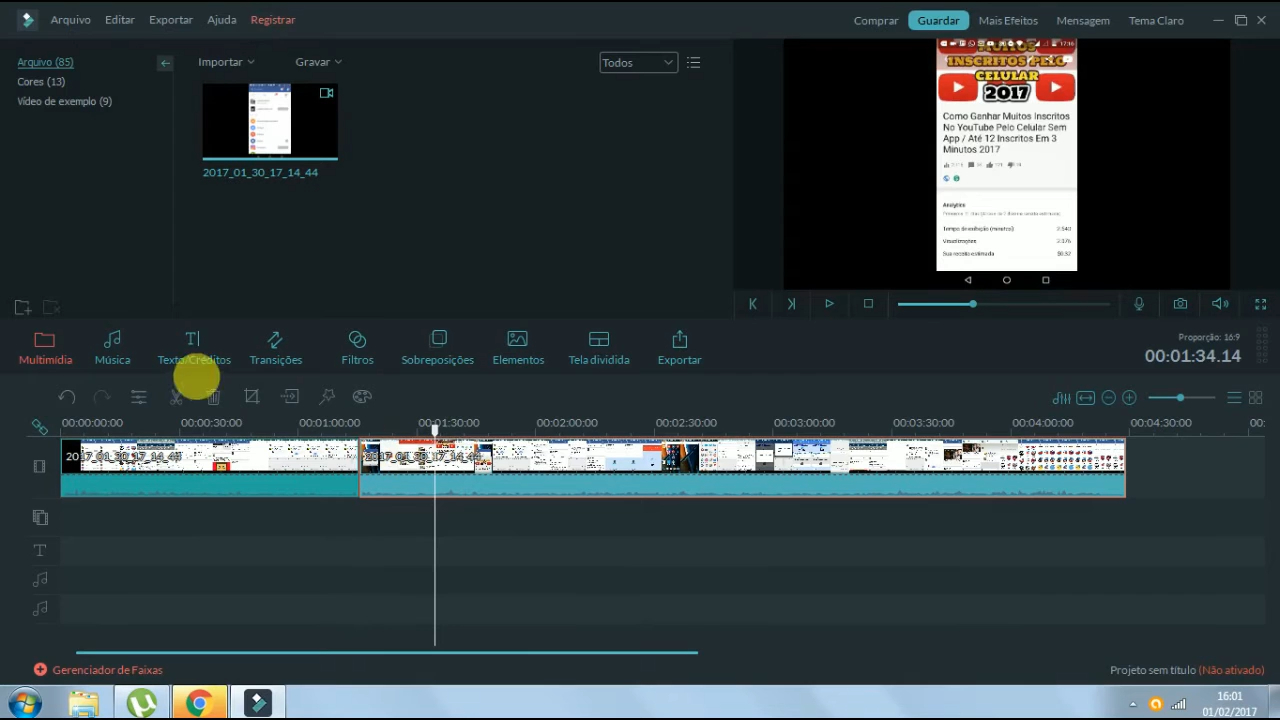 Arquivo Editar Exportar Ajuda Registrar
Comprar Guardar Mais Efeitos Mensagem Tema Claro
Arquivo (85)
Cores (13)
ídeo de exemplo (9)
Importar
Todos
2017_01_30_17_14_44
17:16
MUITOS
INSCRITOS PELO
CELULAR
2017
Como Ganhar Muitos Inscritos
No YouTube Pelo Celular Sem
App / Até 12 Inscritos Em 3
Minutos 2017
Analytics
Tempo de exibição (minutos)
Visualizações
Sua receita estimada
Multimídia Música Texto/Créditos Transições Filtros Sobreposições Elementos Tela dividida Exportar
Proporção: 16:9
00:01:34.14
00:00:00:00 00:00:30:00 00:01:00 00:01:30:00 00:02:00:00 00:02:30:00 00:03:00:00 00:03:30:00 00:04:00:00 00:04:30:00 00:
Gerenciador de Faixas
Projeto sem título (Não ativado)
16:01
01/02/2017